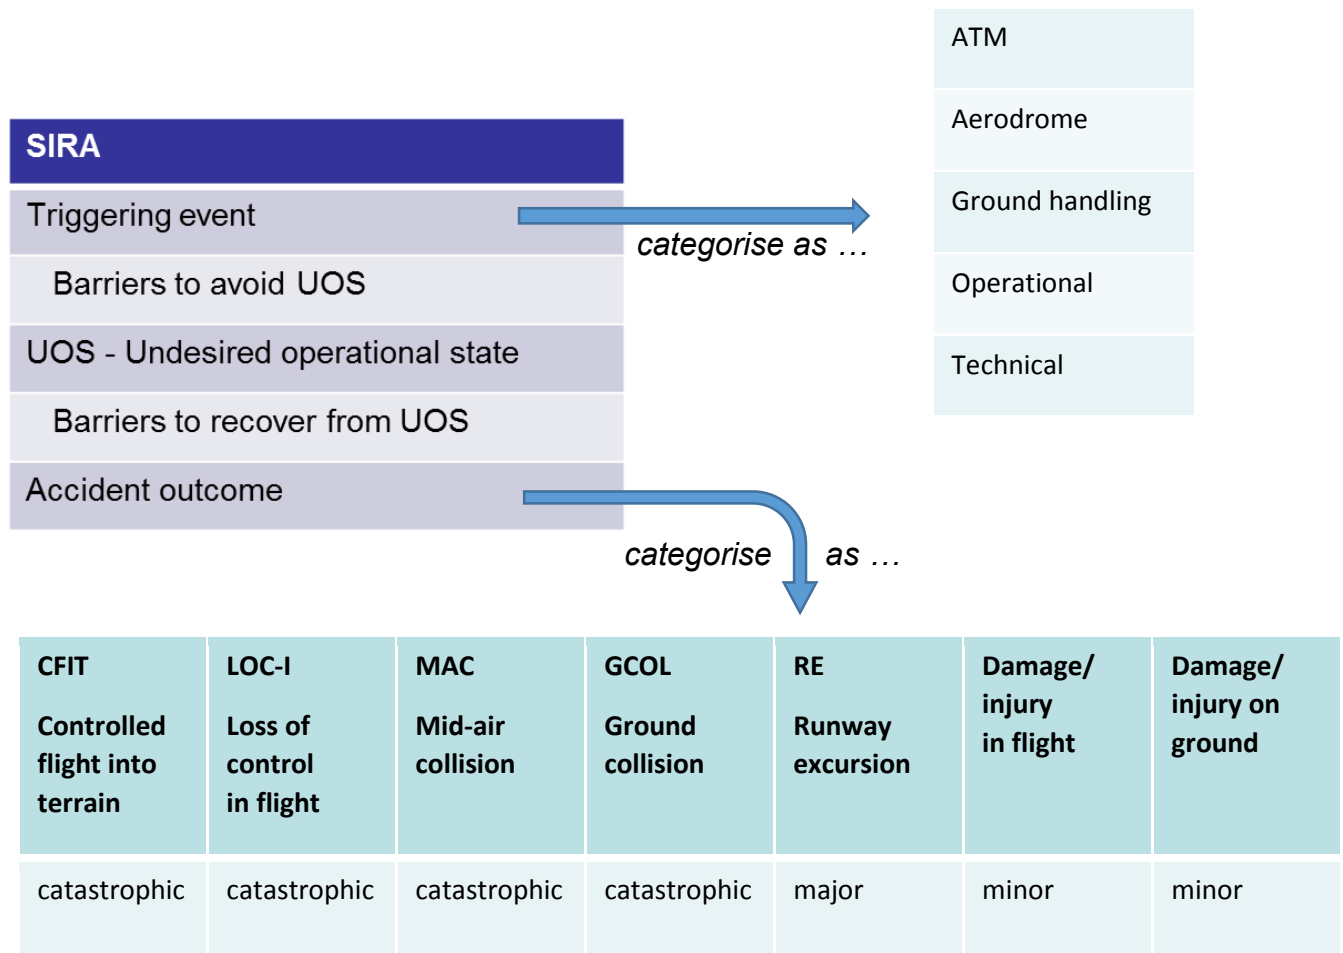 SIRA
Triggering event
Barriers to avoid UOS
UOS - Undesired operational state
Barriers to recover from UOS
Accident outcome
categorise as …
ATM
Aerodrome
Ground handling
Operational
Technical
categorise as …
CFIT
Controlled
flight into
terrain
LOC-I
Loss of
control
in flight
MAC
Mid-air
collision
GCOL
Ground
collision
RE
Runway
excursion
Damage/
injury
in flight
Damage/
injury on
ground
catastrophic
catastrophic
catastrophic
catastrophic
major
minor
minor